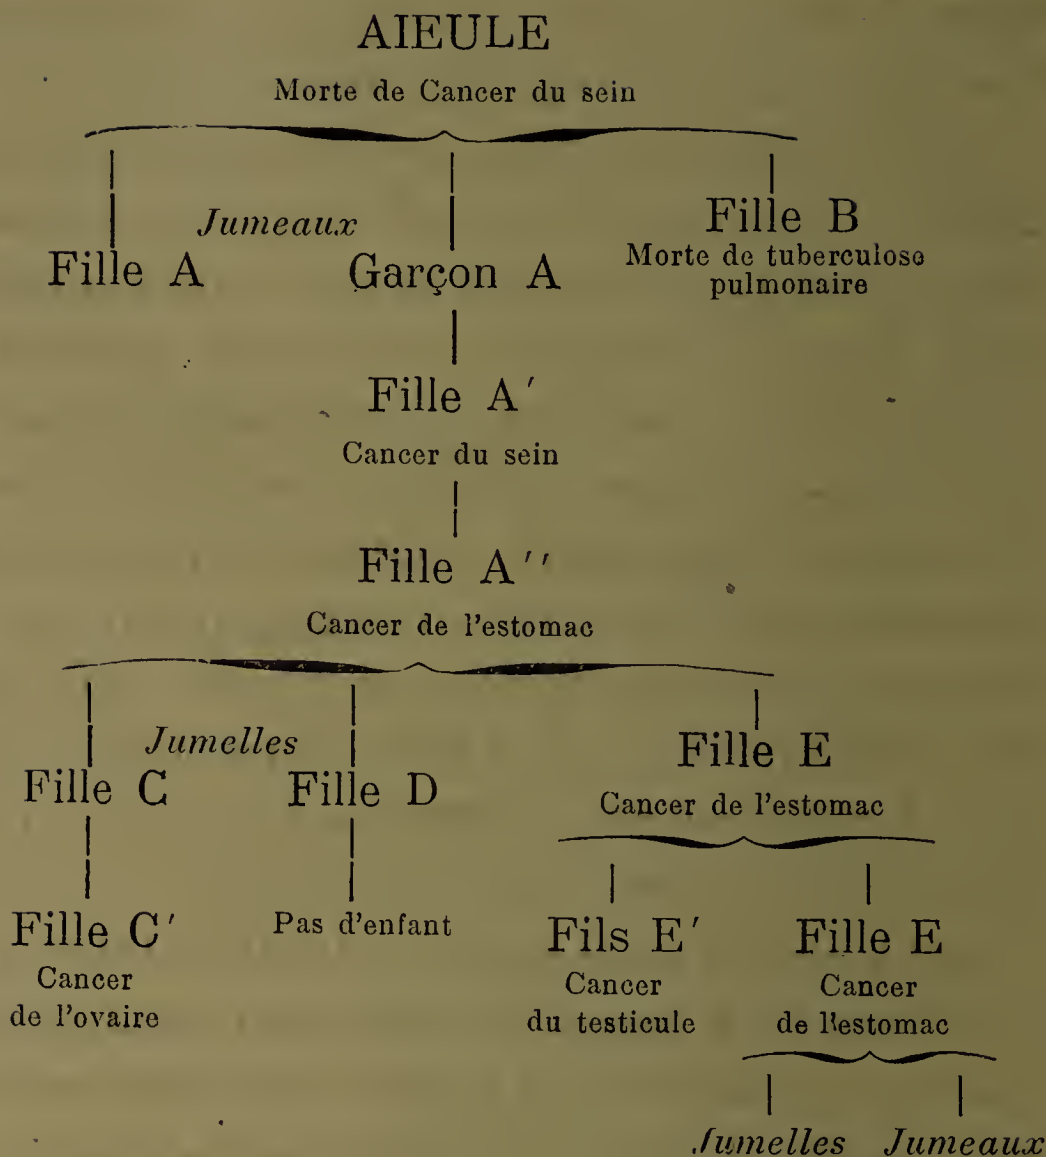 AIEULE
Morte de Cancer du sein
Jumeaux
Fille A Garçon A Fille B
Morte de tuberculose
pulmonaire
Fille A′
Cancer du sein
Fille A′′
Cancer de l'estomac
Jumelles
Fille C Fille D Fille E
Cancer de l'estomac
Fille C′ Pas d'enfant Fils E′ Fille E
Cancer
de l'ovaire
Cancer
du testicule
Cancer
de l'estomac
Jumelles Jumeaux